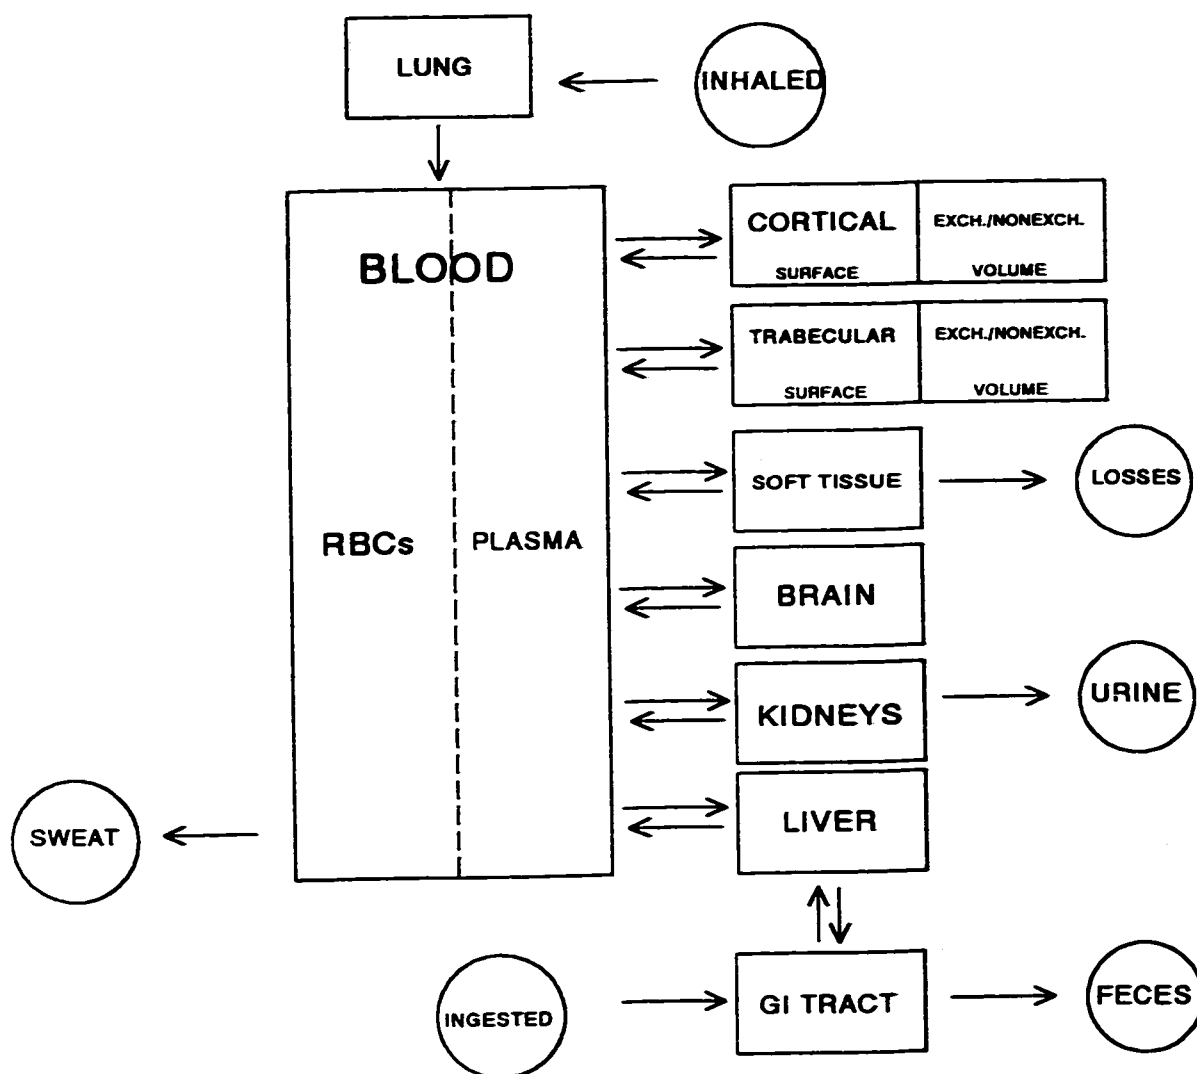 LUNG
INHALED
BLOOD
RBCs
PLASMA
CORTICAL
SURFACE
EXCH./NONEXCH.
VOLUME
TRABECULAR
SURFACE
EXCH./NONEXCH.
VOLUME
SOFT TISSUE
LOSSES
BRAIN
KIDNEYS
URINE
LIVER
SWEAT
INGESTED
GI TRACT
FECES